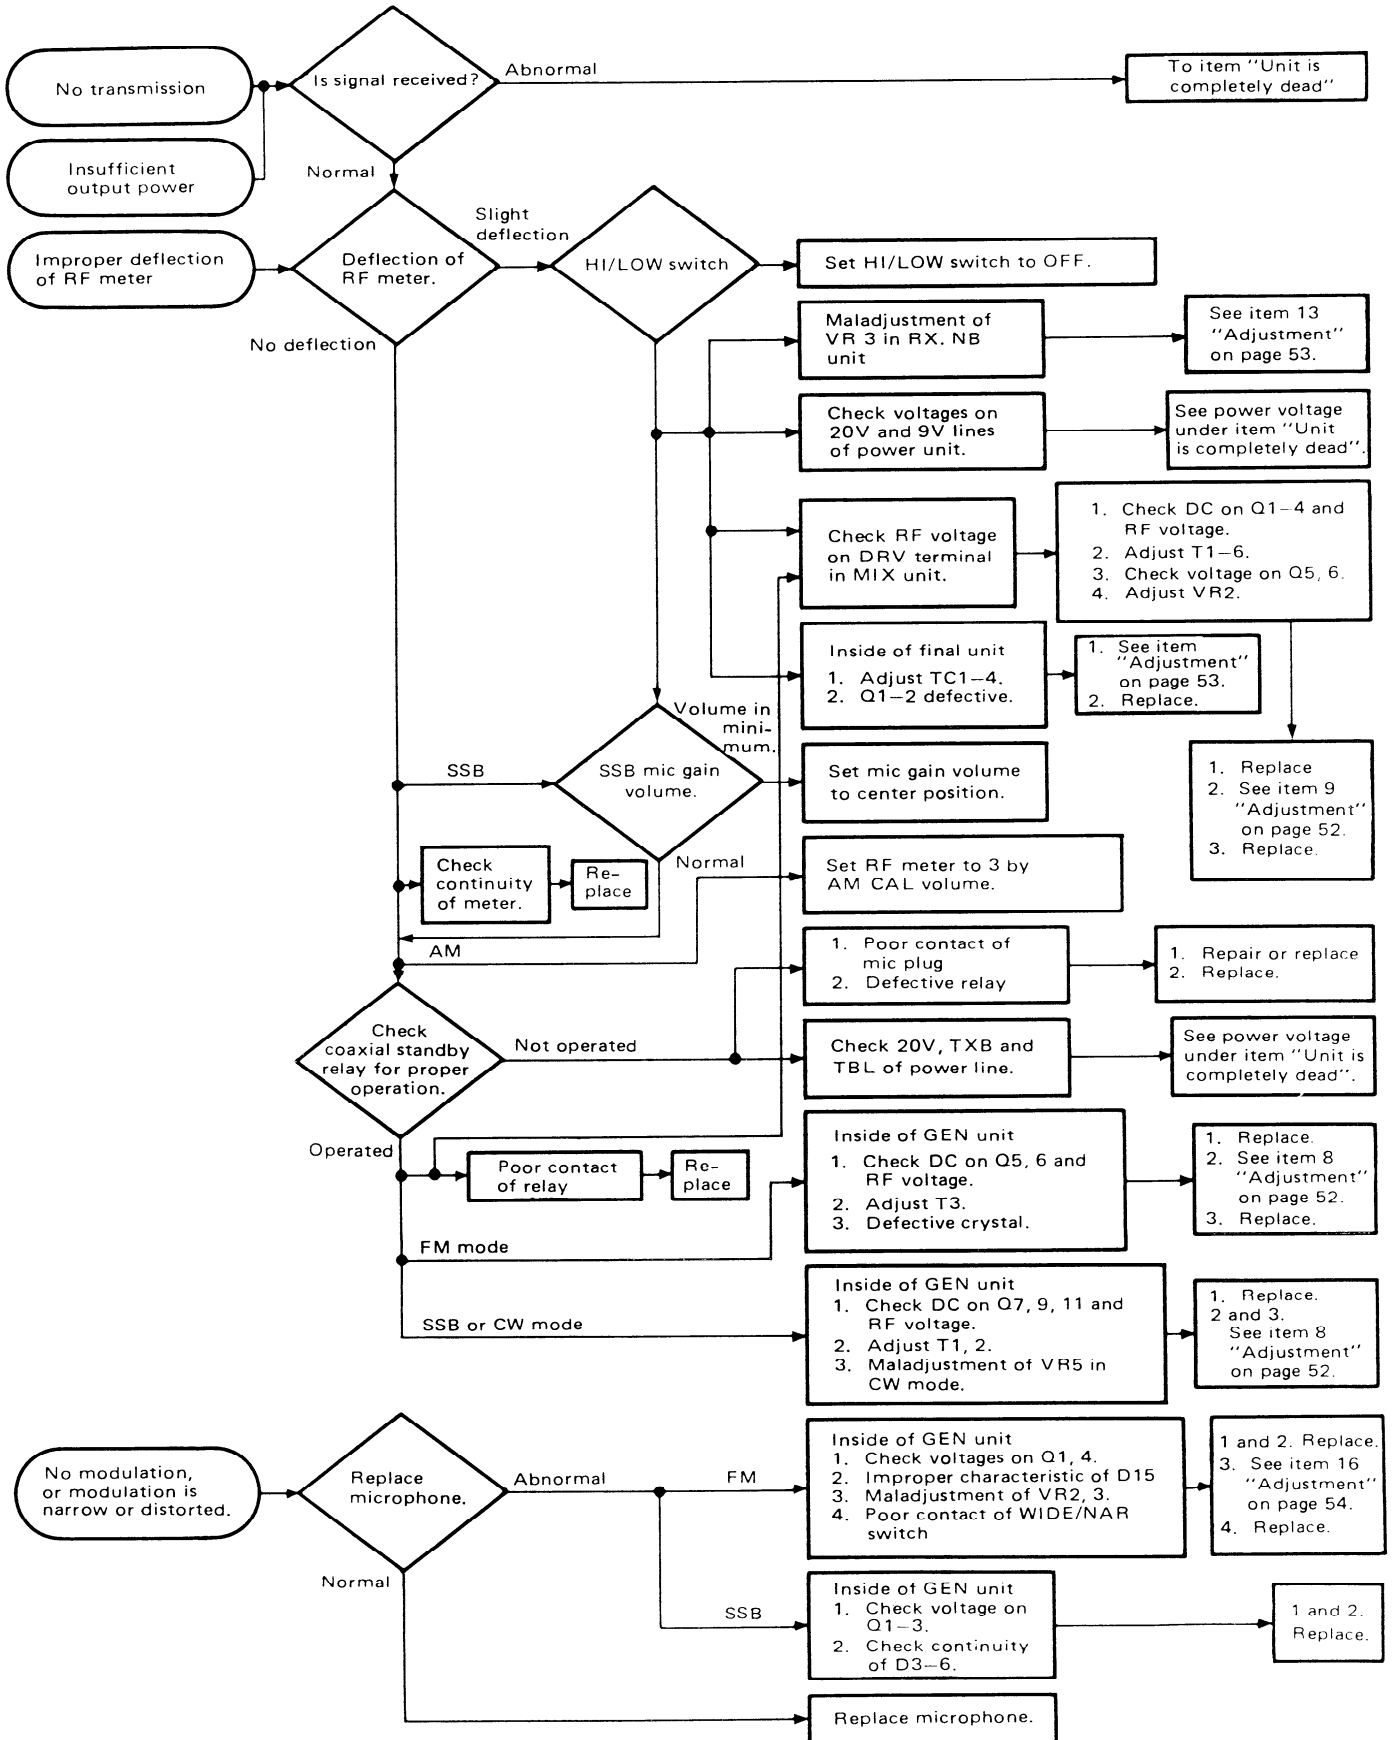 No transmission
Is signal received?
Abnormal
To item "Unit is
completely dead"
Insufficient
output power
Normal
Improper deflection
of RF meter
Deflection of
RF meter.
Slight
deflection
HI/LOW switch
Set HI/LOW switch to OFF.
No deflection
Maladjustment of
VR 3 in RX. NB
unit
See item 13
"Adjustment"
on page 53.
Check voltages on
20V and 9V lines
of power unit.
See power voltage
under item "Unit
is completely dead".
Check RF voltage
on DRV terminal
in MIX unit.
1. Check DC on Q1–4 and
RF voltage.
2. Adjust T1–6.
3. Check voltage on Q5, 6.
4. Adjust VR2.
Inside of final unit
1. Adjust TC1–4.
2. Q1–2 defective.
1. See item
"Adjustment"
on page 53.
2. Replace.
1. Replace
2. See item 9
"Adjustment"
on page 52.
3. Replace.
SSB
SSB mic gain
volume.
Volume in
mini-
mum.
Set mic gain volume
to center position.
Normal
Check
continuity
of meter.
Re-
place
Set RF meter to 3 by
AM CAL volume.
AM
1. Poor contact of
mic plug
2. Defective relay
1. Repair or replace
2. Replace.
Check
coaxial standby
relay for proper
operation.
Not operated
Check 20V, TXB and
TBL of power line.
See power voltage
under item "Unit is
completely dead".
Operated
Poor contact
of relay
Re-
place
Inside of GEN unit
1. Check DC on Q5, 6 and
RF voltage.
2. Adjust T3.
3. Defective crystal.
1. Replace.
2. See item 8
"Adjustment"
on page 52.
3. Replace.
FM mode
SSB or CW mode
Inside of GEN unit
1. Check DC on Q7, 9, 11 and
RF voltage.
2. Adjust T1, 2.
3. Maladjustment of VR5 in
CW mode.
1. Replace.
2 and 3.
See item 8
"Adjustment"
on page 52.
No modulation,
or modulation is
narrow or distorted.
Replace
microphone.
Abnormal
FM
Inside of GEN unit
1. Check voltages on Q1, 4.
2. Improper characteristic of D15
3. Maladjustment of VR2, 3.
4. Poor contact of WIDE/NAR
switch
1 and 2. Replace.
3. See item 16
"Adjustment"
on page 54.
4. Replace.
Normal
SSB
Inside of GEN unit
1. Check voltage on
Q1–3.
2. Check continuity
of D3–6.
1 and 2.
Replace.
Replace microphone.